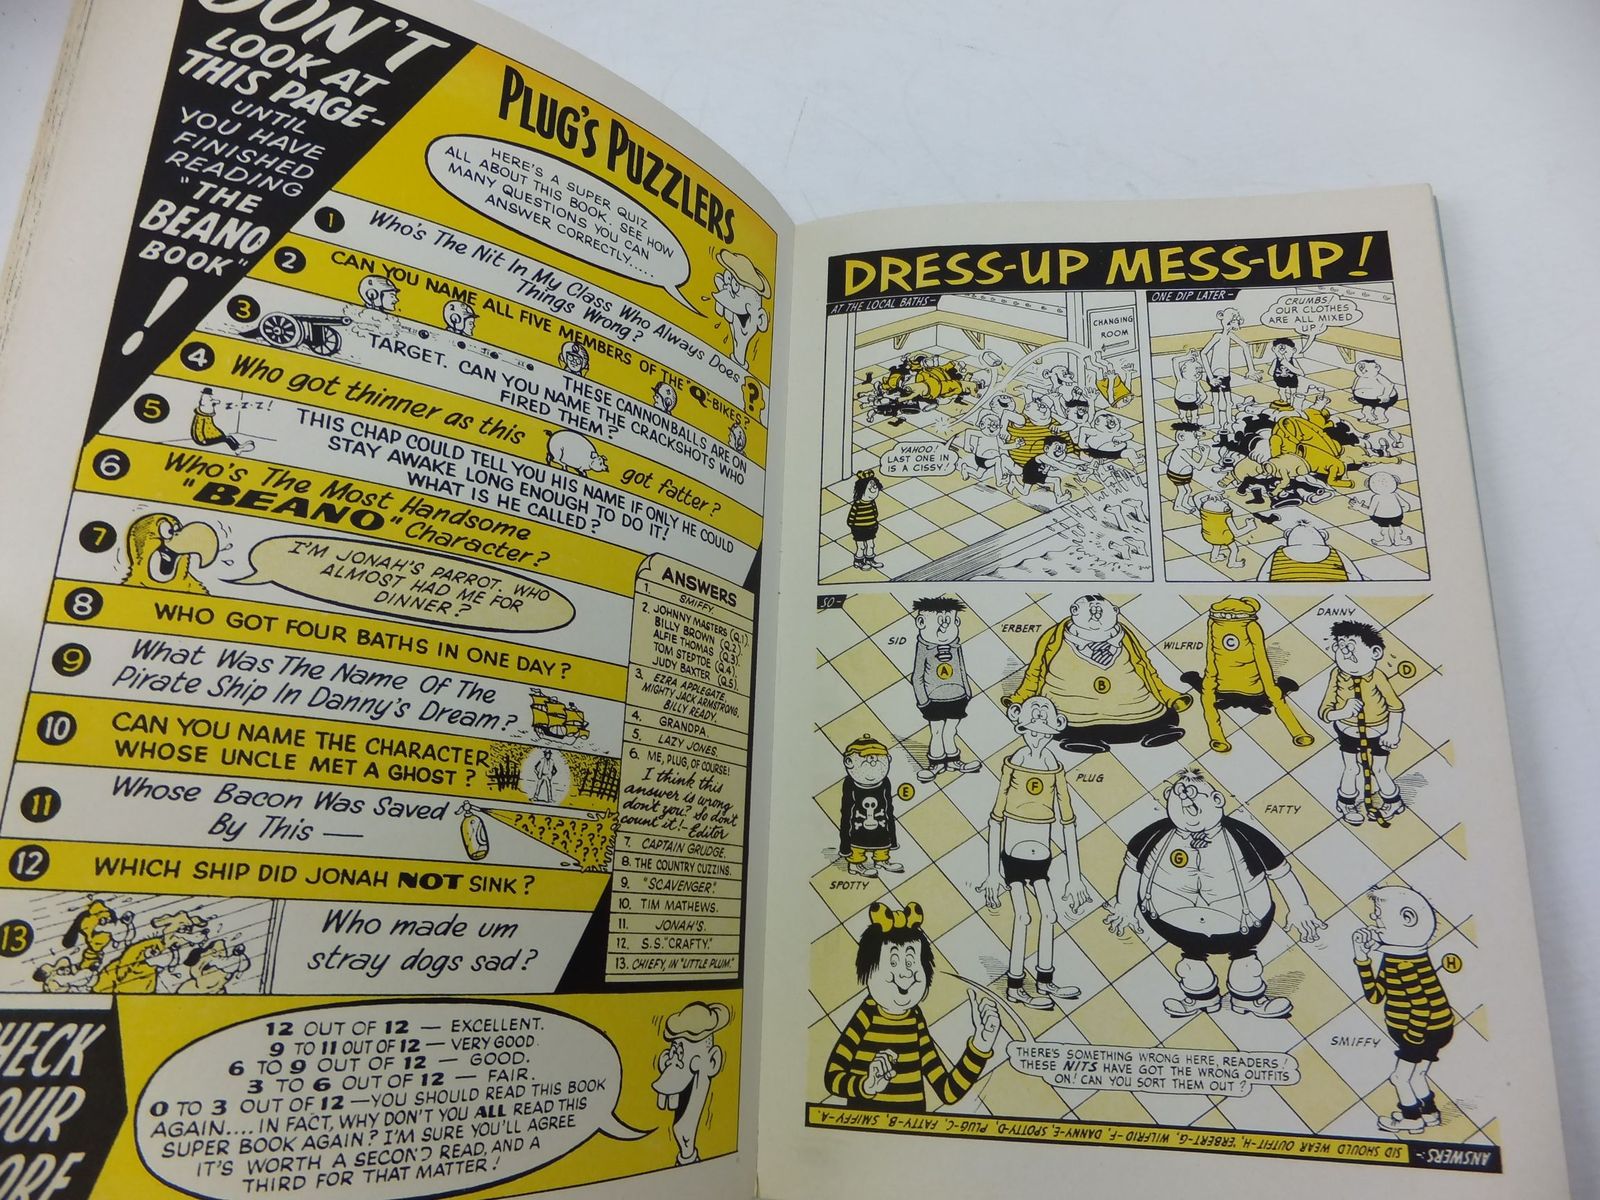 DON'T
LOOK AT
THIS PAGE-
UNTIL
YOU HAVE
FINISHED
READING
"THE
BEANO
BOOK"
!
PLUG'S PUZZLERS
HERE'S A SUPER QUIZ
ALL ABOUT THIS BOOK. SEE HOW
MANY QUESTIONS YOU CAN
ANSWER CORRECTLY.....
1 Who's The Nit In My Class Who Always Does
Things Wrong?
2 CAN YOU NAME ALL FIVE MEMBERS OF THE "Q"-BIKES?
3 THESE CANNONBALLS ARE ON
TARGET. CAN YOU NAME THE CRACKSHOTS WHO
FIRED THEM?
4 Who got thinner as this got fatter?
5 Z-Z-Z!
THIS CHAP COULD TELL YOU HIS NAME IF ONLY HE COULD
STAY AWAKE LONG ENOUGH TO DO IT!
WHAT IS HE CALLED?
6 Who's The Most Handsome
"BEANO" Character?
7 I'M JONAH'S PARROT. WHO
ALMOST HAD ME FOR
DINNER?
8 WHO GOT FOUR BATHS IN ONE DAY?
9 What Was The Name Of The
Pirate Ship In Danny's Dream?
10 CAN YOU NAME THE CHARACTER
WHOSE UNCLE MET A GHOST?
11 Whose Bacon Was Saved
By This —
12 WHICH SHIP DID JONAH NOT SINK?
13 Who made um
stray dogs sad?
ANSWERS
1. SMIFFY.
2. JOHNNY MASTERS (Q.1).
BILLY BROWN (Q.2).
ALFIE THOMAS (Q.3).
TOM STEPTOE (Q.4).
JUDY BAXTER (Q.5).
3. EZRA APPLEGATE,
MIGHTY JACK ARMSTRONG,
BILLY READY.
4. GRANDPA.
5. LAZY JONES.
6. ME, PLUG, OF COURSE!
I think this
answer is wrong
don't you? So don't
count it! - Editor
7. CAPTAIN GRUDGE.
8. THE COUNTRY CUZZINS.
9. "SCAVENGER."
10. TIM MATHEWS.
11. JONAH'S.
12. S.S. "CRAFTY."
13. CHIEFY, IN "LITTLE PLUM."
HECK
OUR
ORE
12 OUT OF 12 — EXCELLENT.
9 TO 11 OUT OF 12 — VERY GOOD.
6 TO 9 OUT OF 12 — GOOD.
3 TO 6 OUT OF 12 — FAIR.
0 TO 3 OUT OF 12 — YOU SHOULD READ THIS BOOK
AGAIN.... IN FACT, WHY DON'T YOU ALL READ THIS
SUPER BOOK AGAIN? I'M SURE YOU'LL AGREE
IT'S WORTH A SECOND READ, AND A
THIRD FOR THAT MATTER!
DRESS-UP MESS-UP!
AT THE LOCAL BATHS-
CHANGING
ROOM
YAHOO!
LAST ONE IN
IS A CISSY!
ONE DIP LATER-
CRUMBS!
OUR CLOTHES
ARE ALL MIXED
UP!
SO-
SID
A
'ERBERT
B
WILFRID
C
DANNY
D
SPOTTY
E
PLUG
F
FATTY
G
SMIFFY
H
THERE'S SOMETHING WRONG HERE, READERS!
THESE NITS HAVE GOT THE WRONG OUTFITS
ON! CAN YOU SORT THEM OUT?
ANSWERS:- SID SHOULD WEAR OUTFIT-H, 'ERBERT-G, WILFRID-F, DANNY-E, SPOTTY-D, PLUG-C, FATTY-B, SMIFFY-A.